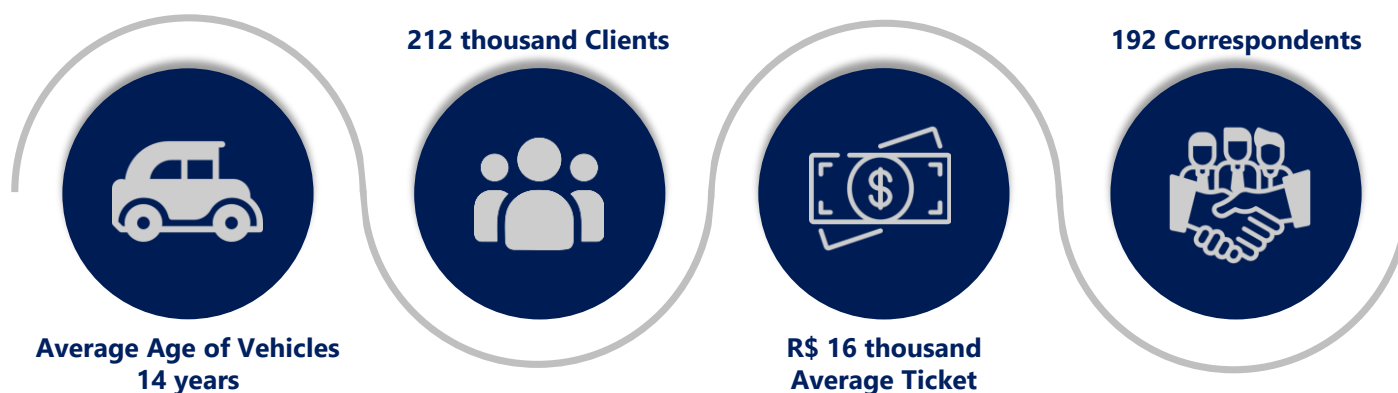 212 thousand Clients
192 Correspondents
$
Average Age of Vehicles
14 years
R$ 16 thousand
Average Ticket